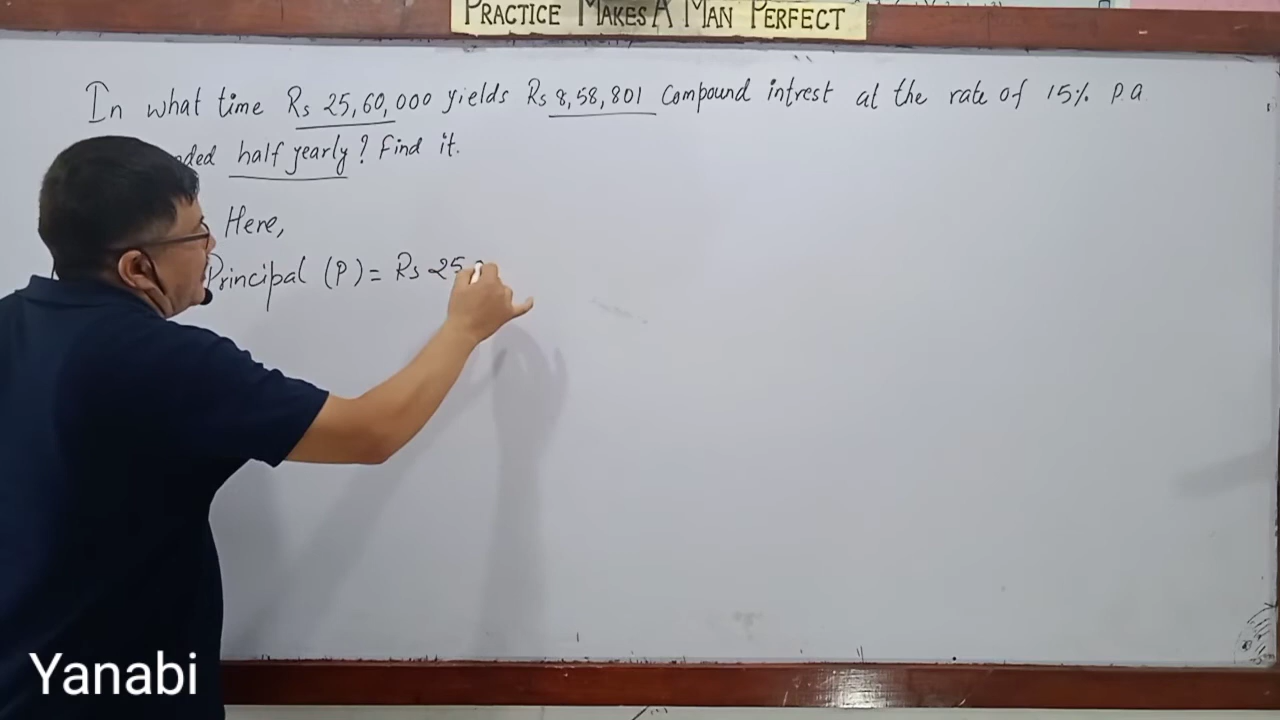 PRACTICE MAKES A MAN PERFECT
In what time Rs 25,60,000 yields Rs 8,58,801 Compound intrest at the rate of 15% p.a
half yearly? Find it.
Here,
Principal (P) = Rs 25
Yanabi